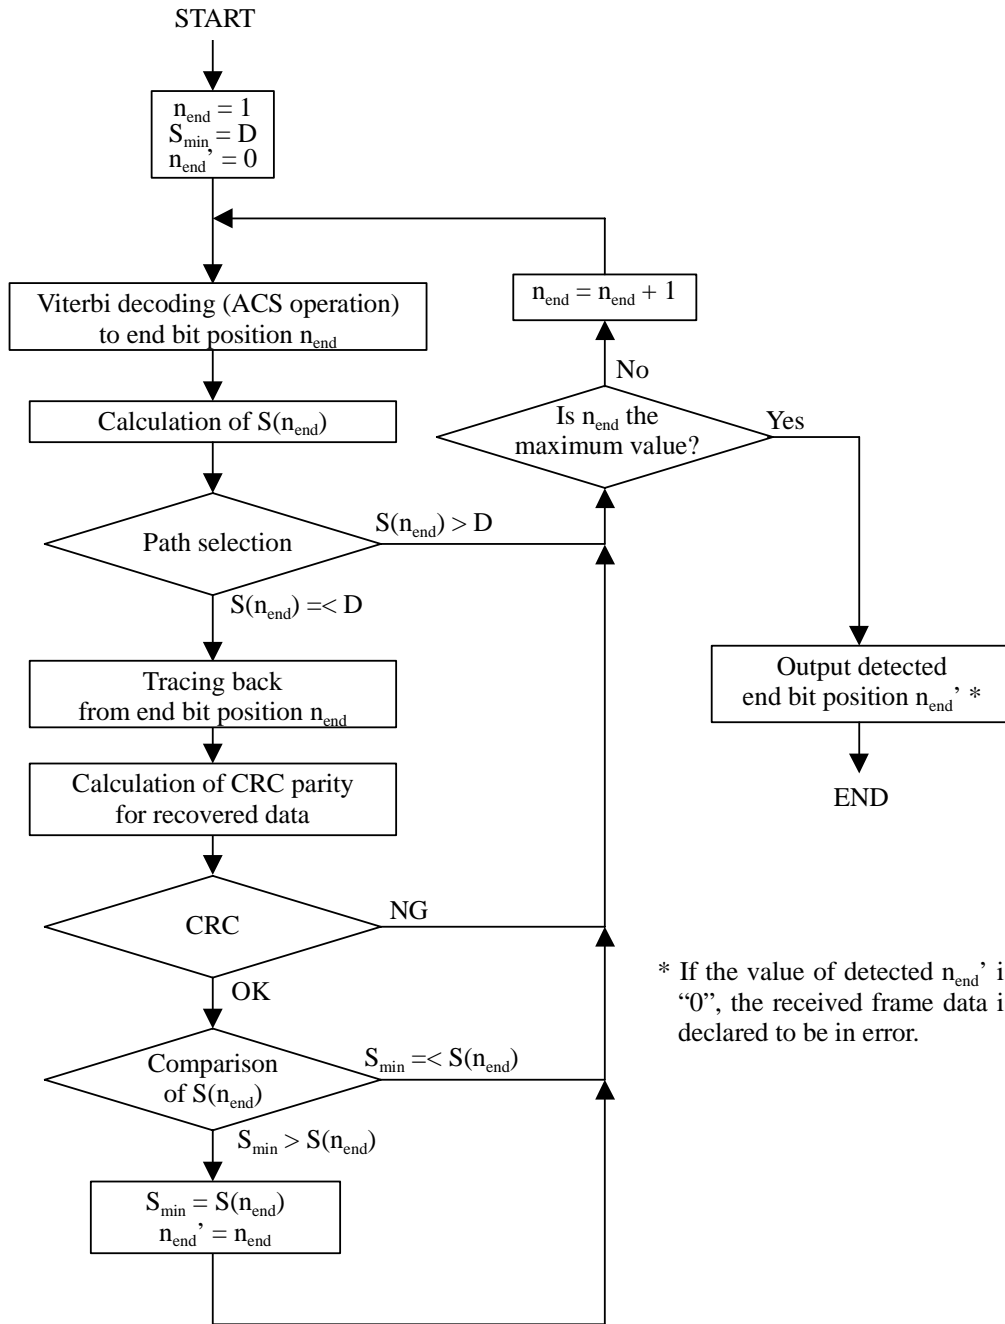 START
n_end = 1
S_min = D
n_end' = 0
Viterbi decoding (ACS operation)
to end bit position n_end
Calculation of S(n_end)
Path selection
S(n_end) > D
S(n_end) =< D
Tracing back
from end bit position n_end
Calculation of CRC parity
for recovered data
CRC
NG
OK
Comparison
of S(n_end)
S_min =< S(n_end)
S_min > S(n_end)
S_min = S(n_end)
n_end' = n_end
n_end = n_end + 1
No
Is n_end the
maximum value?
Yes
Output detected
end bit position n_end' *
END
* If the value of detected n_end' i
“0”, the received frame data i
declared to be in error.